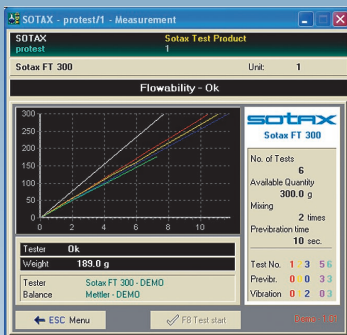 SOTAX - protest/1 - Measurement
SOTAX Sotax Test Product
protest 1
Sotax FT 300 Unit: 1
Flowability - Ok
300
250
200
150
100
50
0
0 2 4 6 8 10
sotax
Sotax FT 300
No. of Tests
6
Available Quantity
300.0 g
Mixing
2 times
Previbration time
10 sec.
Test No. 1 3 5 6
Previbr. 0 0 3 3
Vibration 0 2 0 3
Tester Ok
Weight 189.0 g
Tester Sotax FT 300 - DEMO
Balance Mettler - DEMO
ESC Menu
F8 Test start